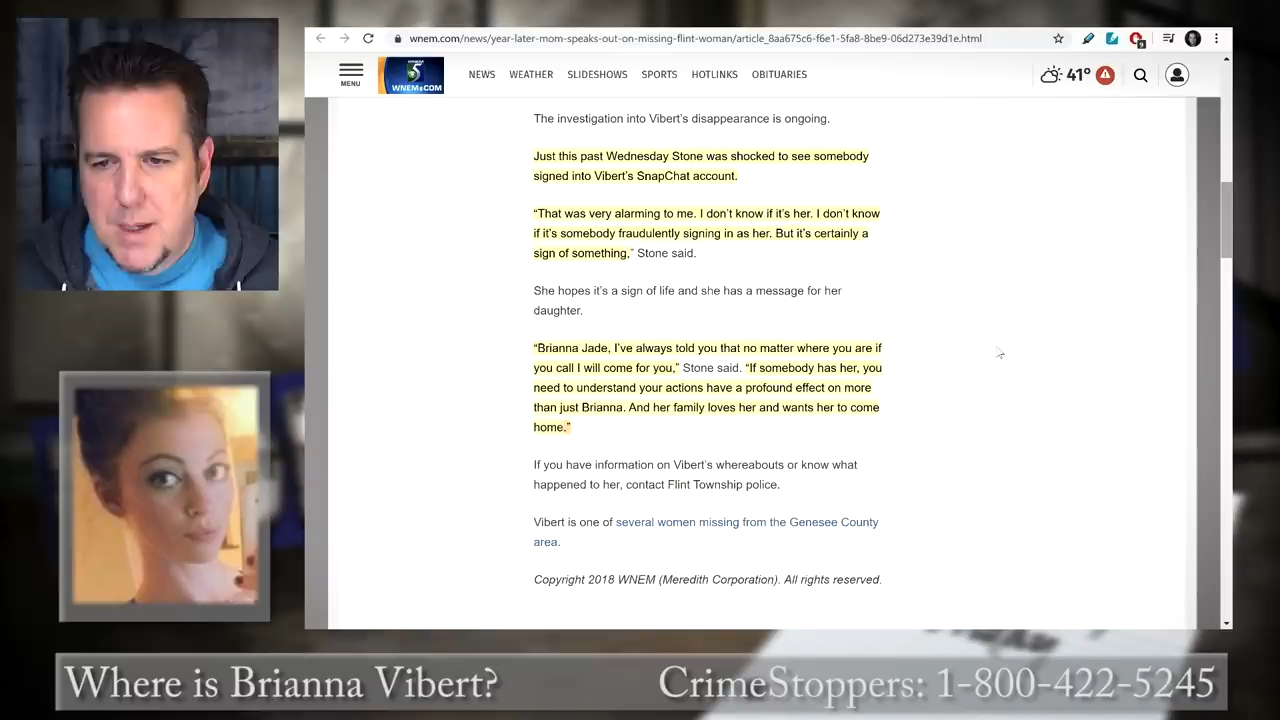 wnem.com/news/year-later-mom-speaks-out-on-missing-flint-woman/article_8aa675c6-f6e1-5fa8-8be9-06d273e39d1e.html
9
MENU
5
WNEM.COM
NEWS WEATHER SLIDESHOWS SPORTS HOTLINKS OBITUARIES
41°
The investigation into Vibert's disappearance is ongoing.
Just this past Wednesday Stone was shocked to see somebody
signed into Vibert's SnapChat account.
“That was very alarming to me. I don’t know if it’s her. I don’t know
if it’s somebody fraudulently signing in as her. But it’s certainly a
sign of something,” Stone said.
She hopes it’s a sign of life and she has a message for her
daughter.
“Brianna Jade, I’ve always told you that no matter where you are if
you call I will come for you,” Stone said. “If somebody has her, you
need to understand your actions have a profound effect on more
than just Brianna. And her family loves her and wants her to come
home.”
If you have information on Vibert’s whereabouts or know what
happened to her, contact Flint Township police.
Vibert is one of several women missing from the Genesee County
area.
Copyright 2018 WNEM (Meredith Corporation). All rights reserved.
Where is Brianna Vibert?
CrimeStoppers: 1-800-422-5245